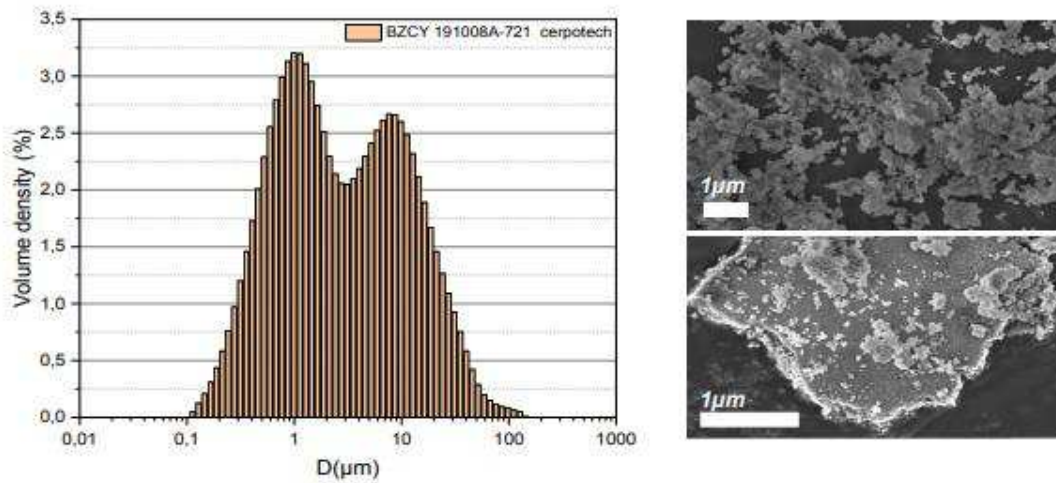 BZCY 191008A-721 cerpotech
Volume density (%)
3,5
3,0
2,5
2,0
1,5
1,0
0,5
0,0
0,01
0,1
1
10
100
1000
D(µm)
1µm
1µm